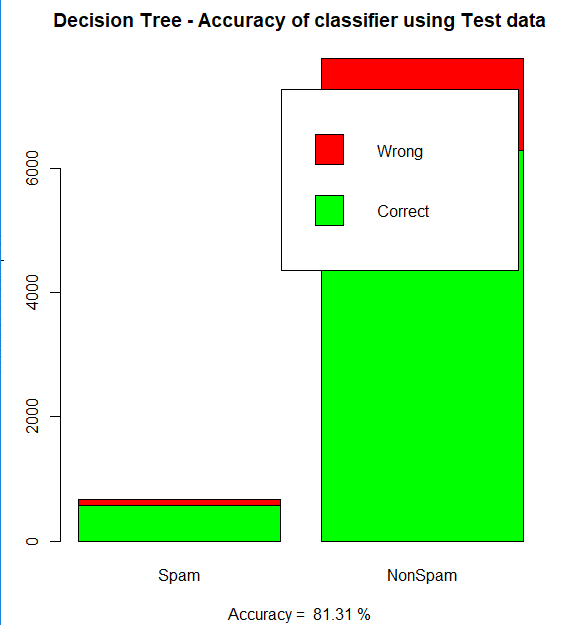 Decision Tree - Accuracy of classifier using Test data
Wrong
Correct
6000
4000
2000
0
Spam NonSpam
Accuracy = 81.31 %